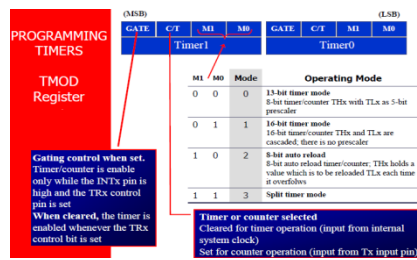 (MSB) (LSB)
GATE C/T M1 M0 GATE C/T M1 M0
Timer1 Timer0
PROGRAMMING
TIMERS
TMOD
Register
M1 M0 Mode Operating Mode
0 0 0 13-bit timer mode
8-bit timer/counter THx with TLx as 5-bit
prescaler
0 1 1 16-bit timer mode
16-bit timer/counter THx and TLx are
cascaded; there is no prescaler
1 0 2 8-bit auto reload
8-bit auto reload timer/counter; THx holds a
value which is to be reloaded TLx each time
it overfolws
1 1 3 Split timer mode
Gating control when set.
Timer/counter is enable
only while the INTx pin is
high and the TRx control
pin is set
When cleared, the timer is
enabled whenever the TRx
control bit is set
Timer or counter selected
Cleared for timer operation (input from internal
system clock)
Set for counter operation (input from Tx input pin)